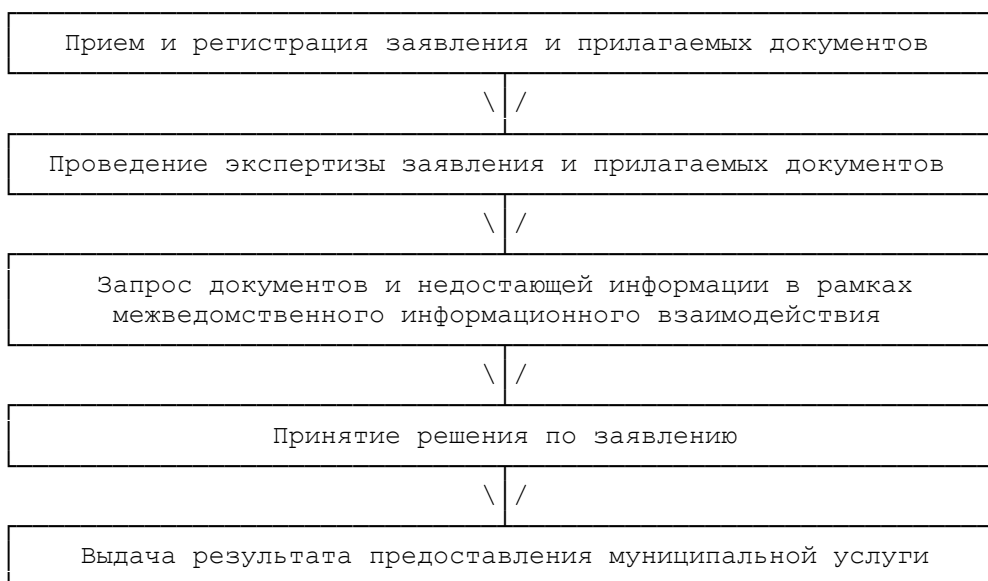 Прием и регистрация заявления и прилагаемых документов
Проведение экспертизы заявления и прилагаемых документов
Запрос документов и недостающей информации в рамках
межведомственного информационного взаимодействия
Принятие решения по заявлению
Выдача результата предоставления муниципальной услуги